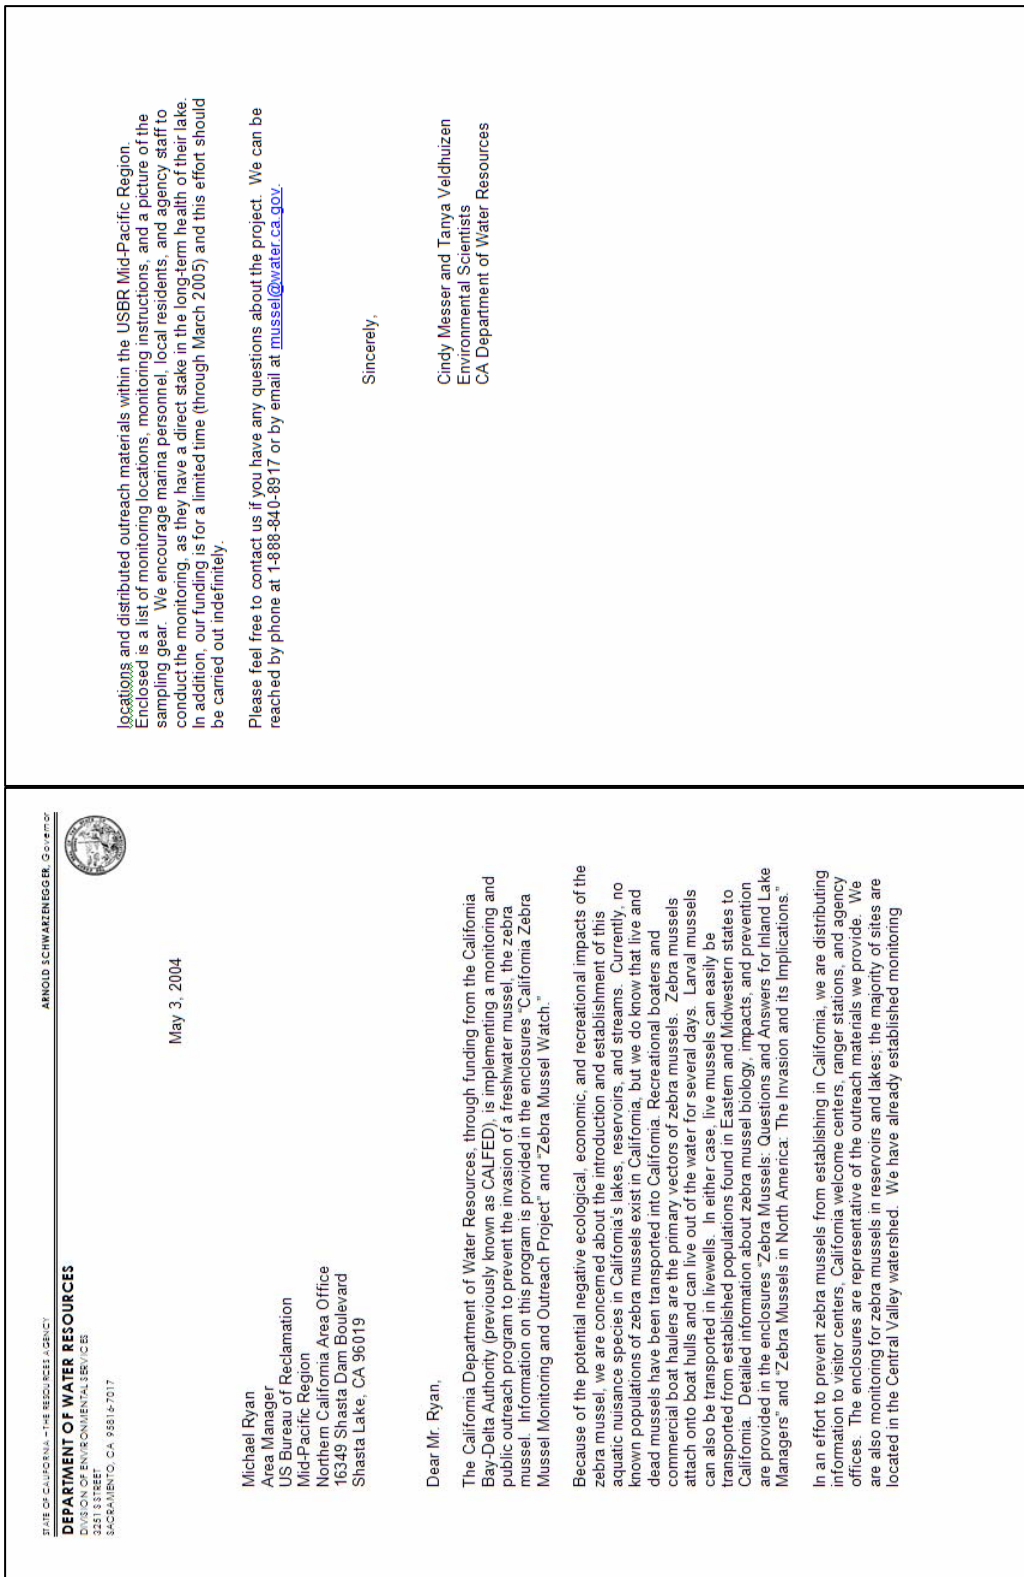 STATE OF CALIFORNIA – THE RESOURCES AGENCY
ARNOLD SCHWARZENEGGER, Governor
DEPARTMENT OF WATER RESOURCES
DIVISION OF ENVIRONMENTAL SERVICES
3251 S STREET
SACRAMENTO, CA 95816-7017
May 3, 2004
Michael Ryan
Area Manager
US Bureau of Reclamation
Mid-Pacific Region
Northern California Area Office
16349 Shasta Dam Boulevard
Shasta Lake, CA 96019
Dear Mr. Ryan,
The California Department of Water Resources, through funding from the California
Bay-Delta Authority (previously known as CALFED), is implementing a monitoring and
public outreach program to prevent the invasion of a freshwater mussel, the zebra
mussel. Information on this program is provided in the enclosures “California Zebra
Mussel Monitoring and Outreach Project” and “Zebra Mussel Watch.”
Because of the potential negative ecological, economic, and recreational impacts of the
zebra mussel, we are concerned about the introduction and establishment of this
aquatic nuisance species in California’s lakes, reservoirs, and streams. Currently, no
known populations of zebra mussels exist in California, but we do know that live and
dead mussels have been transported into California. Recreational boaters and
commercial boat haulers are the primary vectors of zebra mussels. Zebra mussels
attach onto boat hulls and can live out of the water for several days. Larval mussels
can also be transported in livewells. In either case, live mussels can easily be
transported from established populations found in Eastern and Midwestern states to
California. Detailed information about zebra mussel biology, impacts, and prevention
are provided in the enclosures “Zebra Mussels: Questions and Answers for Inland Lake
Managers” and “Zebra Mussels in North America: The Invasion and its Implications.”
In an effort to prevent zebra mussels from establishing in California, we are distributing
information to visitor centers, California welcome centers, ranger stations, and agency
offices. The enclosures are representative of the outreach materials we provide. We
are also monitoring for zebra mussels in reservoirs and lakes; the majority of sites are
located in the Central Valley watershed. We have already established monitoring
locations and distributed outreach materials within the USBR Mid-Pacific Region.
Enclosed is a list of monitoring locations, monitoring instructions, and a picture of the
sampling gear. We encourage marina personnel, local residents, and agency staff to
conduct the monitoring, as they have a direct stake in the long-term health of their lake.
In addition, our funding is for a limited time (through March 2005) and this effort should
be carried out indefinitely.
Please feel free to contact us if you have any questions about the project. We can be
reached by phone at 1-888-840-8917 or by email at mussel@water.ca.gov.
Sincerely,
Cindy Messer and Tanya Veldhuizen
Environmental Scientists
CA Department of Water Resources